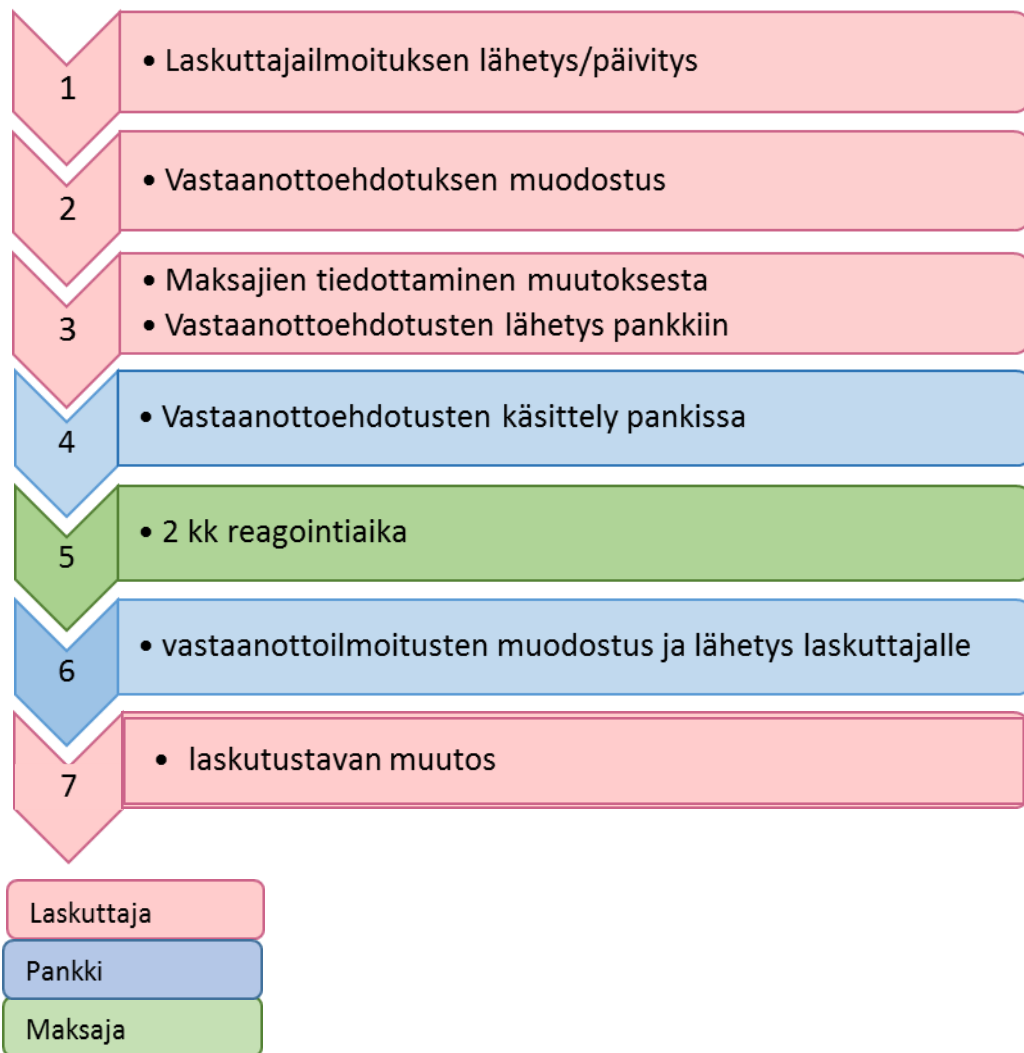 1
• Laskuttajailmoituksen lähetys/päivitys
2
• Vastaanottoehdotuksen muodostus
3
• Maksajien tiedottaminen muutoksesta
• Vastaanottoehdotusten lähetys pankkiin
4
• Vastaanottoehdotusten käsittely pankissa
5
• 2 kk reagointiaika
6
• vastaanottoilmoitusten muodostus ja lähetys laskuttajalle
7
• laskutustavan muutos
Laskuttaja
Pankki
Maksaja